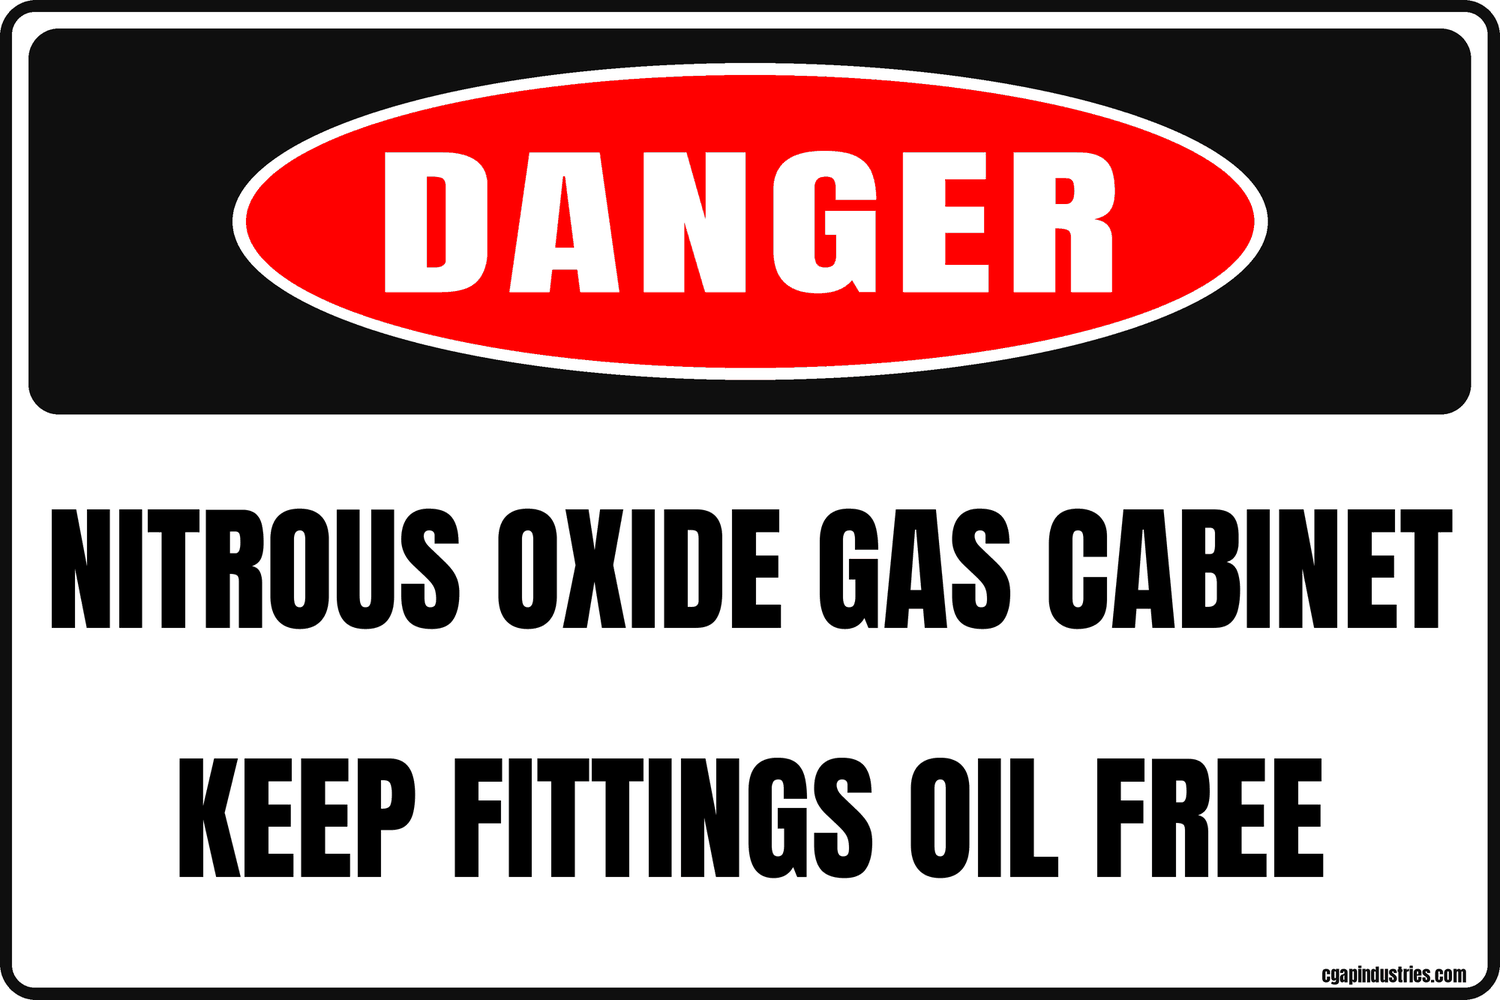 DANGER
NITROUS OXIDE GAS CABINET
KEEP FITTINGS OIL FREE
cgapindustries.com